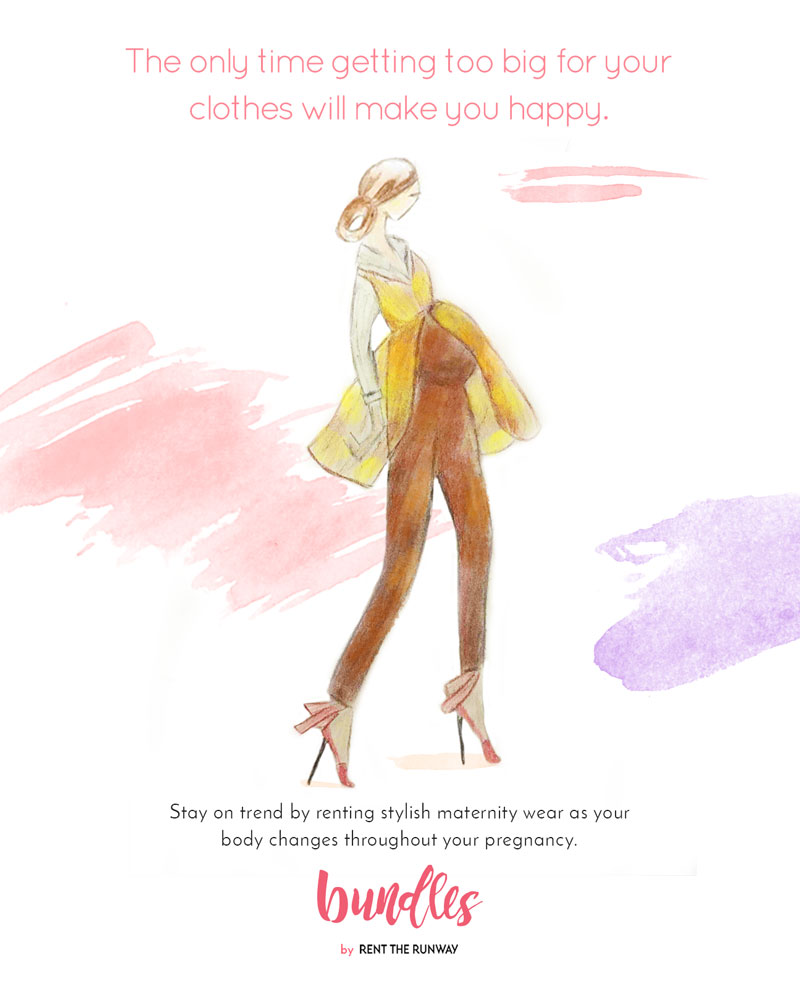 The only time getting too big for your
clothes will make you happy.
Stay on trend by renting stylish maternity wear as your
body changes throughout your pregnancy.
bundles
by RENT THE RUNWAY